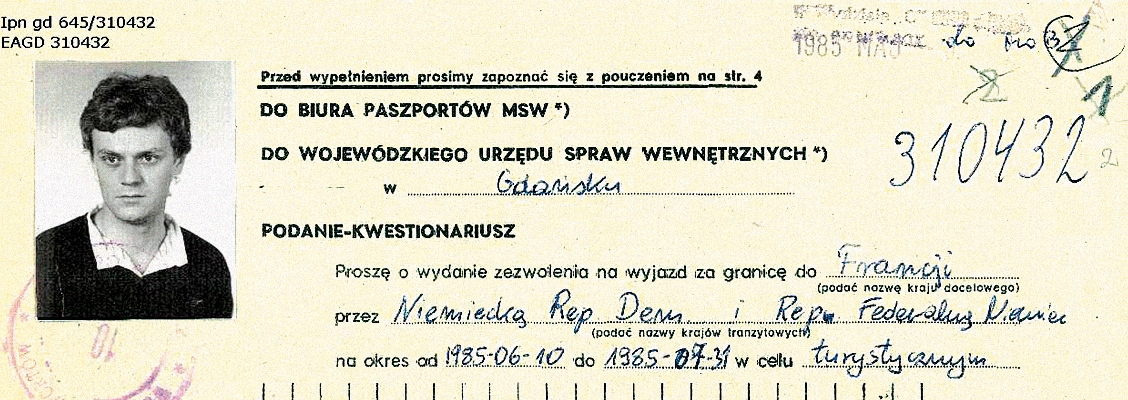 Ipn gd 645/310432
EAGD 310432
1985 MAJ
do
Przed wypełnieniem prosimy zapoznać się z pouczeniem na str. 4
DO BIURA PASZPORTÓW MSW *)
DO WOJEWÓDZKIEGO URZĘDU SPRAW WEWNĘTRZNYCH *)
310432
w Gdańsku
PODANIE-KWESTIONARIUSZ
Proszę o wydanie zezwolenia na wyjazd za granicę do Francji
(podać nazwę kraju docelowego)
przez Niemiecką Rep Dem. i Rep. Federalną Niemiec
(podać nazwy krajów tranzytowych)
na okres od 1985-06-10 do 1985-07-31 w celu turystycznym
10